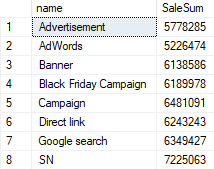 name SaleSum
1 Advertisement 5778285
2 AdWords 5226474
3 Banner 6138586
4 Black Friday Campaign 6189978
5 Campaign 6481091
6 Direct link 6243243
7 Google search 6349427
8 SN 7225063